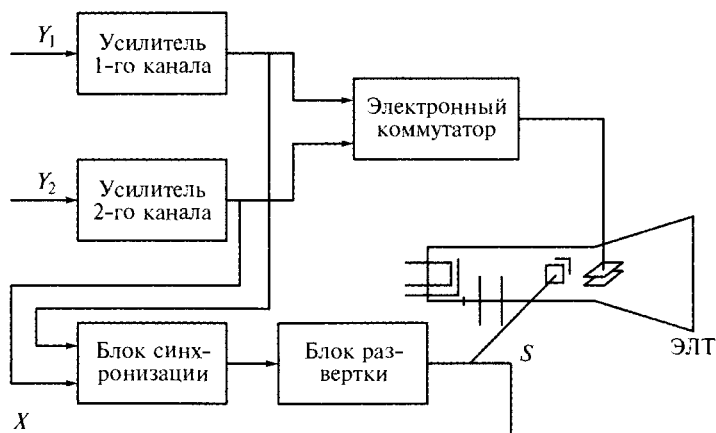 Y1
Усилитель
1-го канала
Электронный
коммутатор
Y2
Усилитель
2-го канала
ЭЛТ
Блок синх-
ронизации
Блок раз-
вертки
S
X